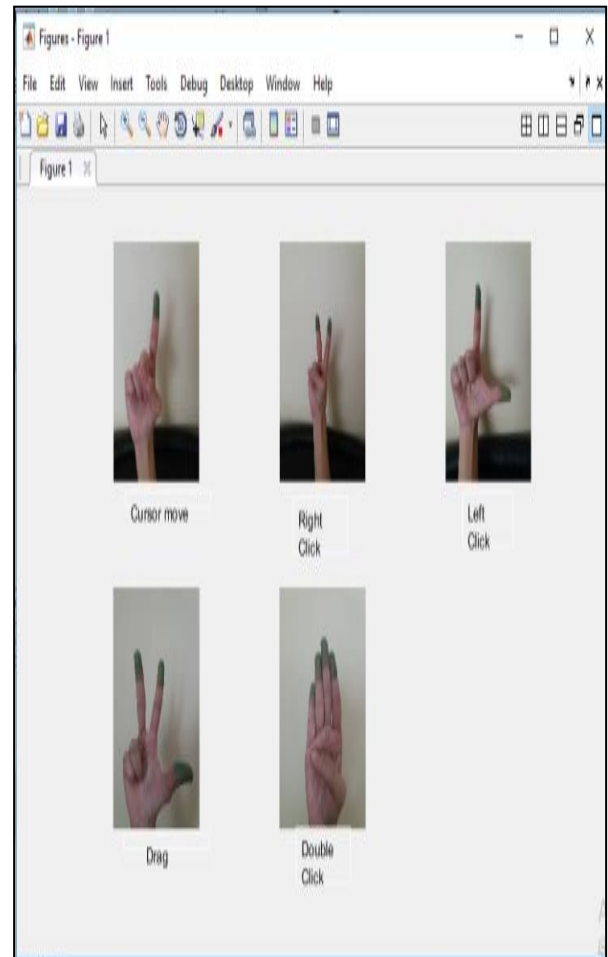 Figures - Figure 1
File Edit View Insert Tools Debug Desktop Window Help
Figure 1
Cursor move
Right
Click
Left
Click
Drag
Double
Click